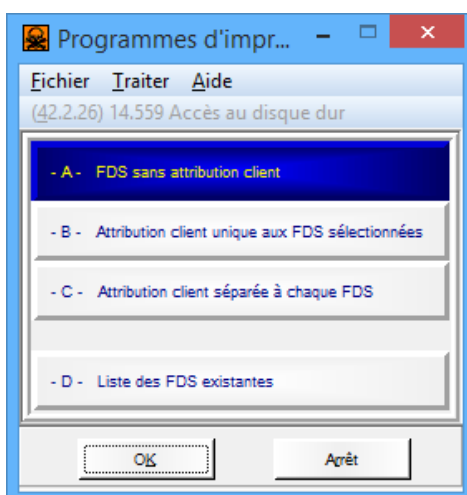 Programmes d'impr...
Fichier Traiter Aide
(42.2.26) 14.559 Accès au disque dur
- A - FDS sans attribution client
- B - Attribution client unique aux FDS sélectionnées
- C - Attribution client séparée à chaque FDS
- D - Liste des FDS existantes
OK Arrêt